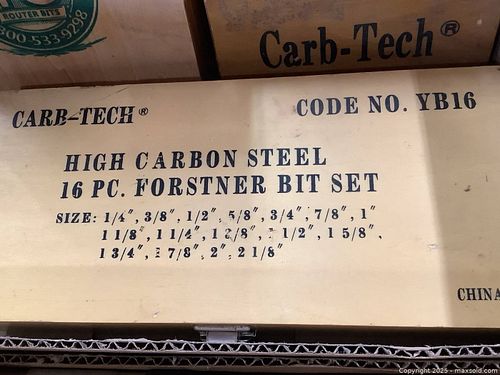 ROUTER BITS
800.533.9298
Carb-Tech®
CARB-TECH® CODE NO. YB16
HIGH CARBON STEEL
16 PC. FORSTNER BIT SET
SIZE: 1/4", 3/8", 1/2", 5/8", 3/4", 7/8", 1"
1 1/8", 1 1/4", 1 3/8", 1 1/2", 1 5/8",
1 3/4", 1 7/8", 2", 2 1/8"
CHINA
Copyright 2025 - maxsold.com